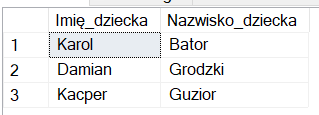 Imię_dziecka Nazwisko_dziecka
1 Karol Bator
2 Damian Grodzki
3 Kacper Guzior